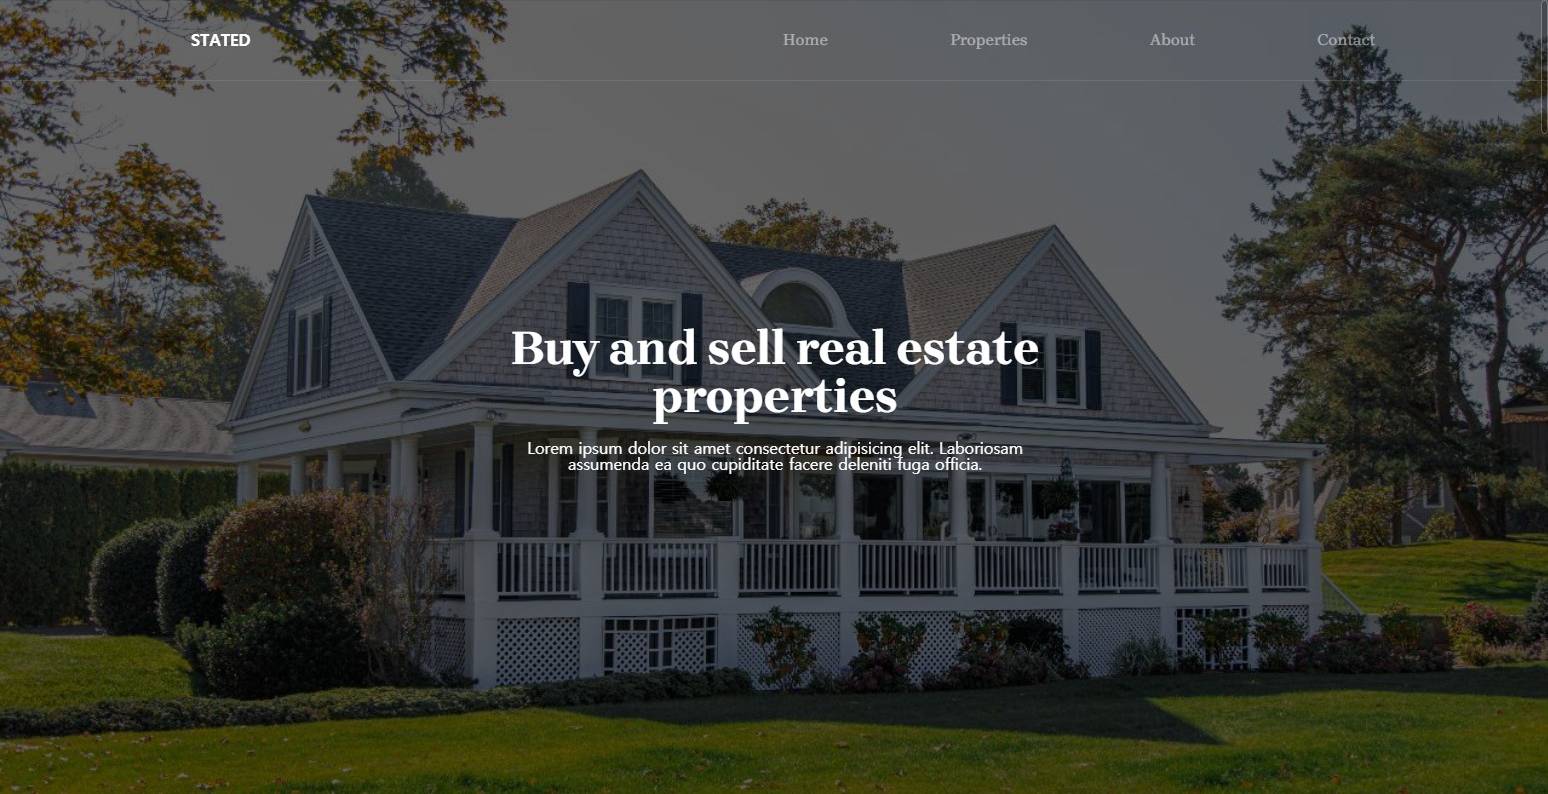 STATED
Home
Properties
About
Contact
Buy and sell real estate
properties
Lorem ipsum dolor sit amet consectetur adipisicing elit. Laboriosam
assumenda ea quo cupiditate facere deleniti fuga officia.